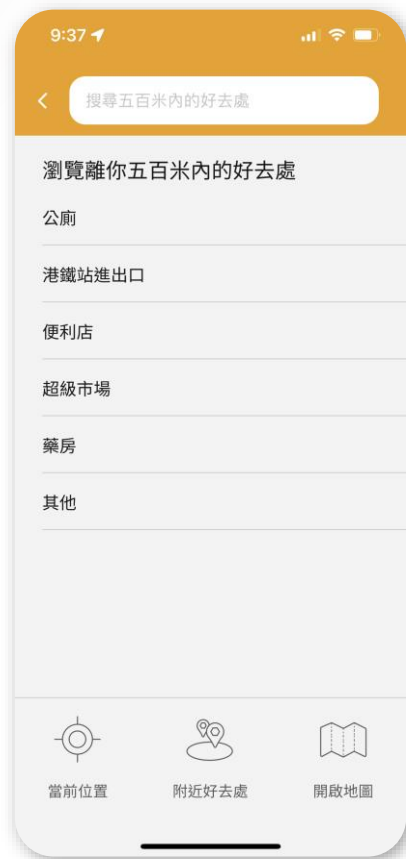 9:37
搜尋五百米內的好去處
瀏覽離你五百米內的好去處
公廁
港鐵站進出口
便利店
超級市場
藥房
其他
當前位置 附近好去處 開啟地圖